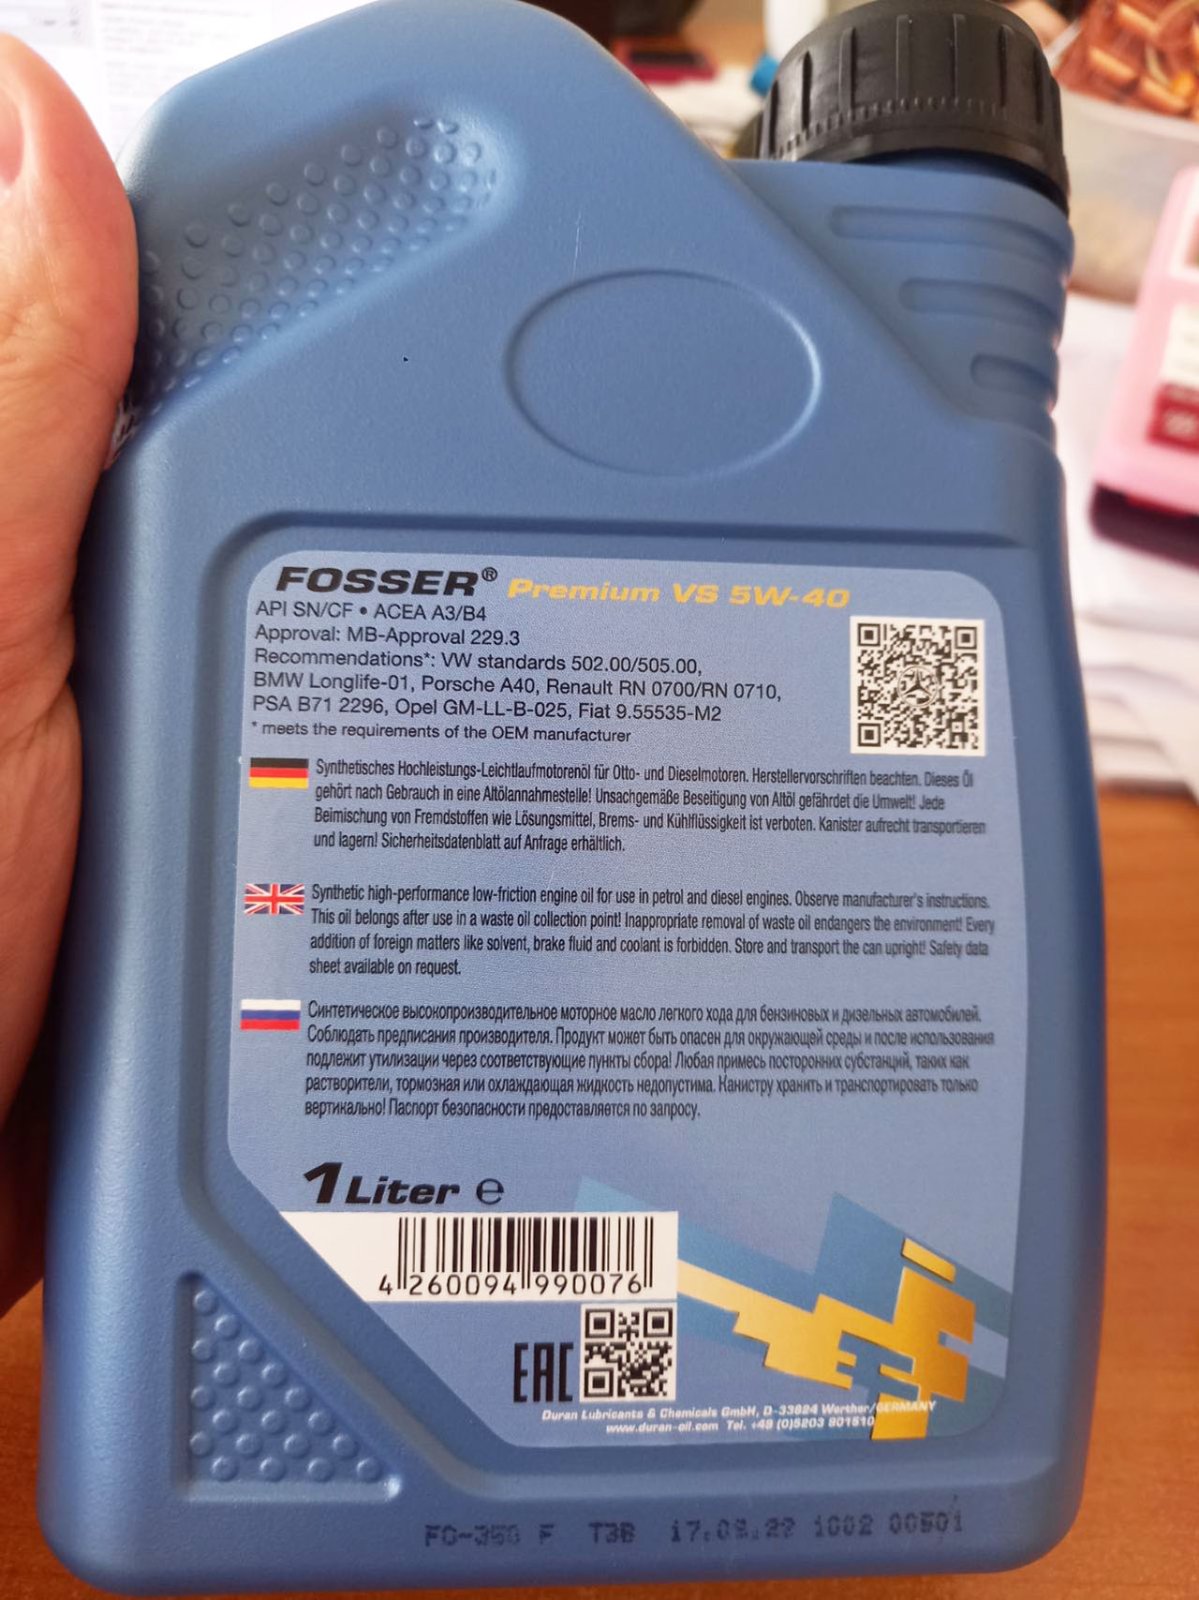 FOSSER® Premium VS 5W-40
API SN/CF • ACEA A3/B4
Approval: MB-Approval 229.3
Recommendations*: VW standards 502.00/505.00,
BMW Longlife-01, Porsche A40, Renault RN 0700/RN 0710,
PSA B71 2296, Opel GM-LL-B-025, Fiat 9.55535-M2
* meets the requirements of the OEM manufacturer
Synthetisches Hochleistungs-Leichtlaufmotorenöl für Otto- und Dieselmotoren. Herstellervorschriften beachten. Dieses Öl
gehört nach Gebrauch in eine Altölannahmestelle! Unsachgemäße Beseitigung von Altöl gefährdet die Umwelt! Jede
Beimischung von Fremdstoffen wie Lösungsmittel, Brems- und Kühlflüssigkeit ist verboten. Kanister aufrecht transportieren
und lagern! Sicherheitsdatenblatt auf Anfrage erhältlich.
Synthetic high-performance low-friction engine oil for use in petrol and diesel engines. Observe manufacturer's instructions.
This oil belongs after use in a waste oil collection point! Inappropriate removal of waste oil endangers the environment! Every
addition of foreign matters like solvent, brake fluid and coolant is forbidden. Store and transport the can upright! Safety data
sheet available on request.
Синтетическое высокопроизводительное моторное масло легкого хода для бензиновых и дизельных автомобилей.
Соблюдать предписания производителя. Продукт может быть опасен для окружающей среды и после использования
подлежит утилизации через соответствующие пункты сбора! Любая примесь посторонних субстанций, таких как
растворители, тормозная или охлаждающая жидкость недопустима. Канистру хранить и транспортировать только
вертикально! Паспорт безопасности предоставляется по запросу.
1 Liter ℮
4 260094 990076
EAC
Duran Lubricants & Chemicals GmbH, D-33824 Werther/GERMANY
www.duran-oil.com Tel. +49 (0)5203 901510
FO-350 F T3B 17.09.22 1002 00501